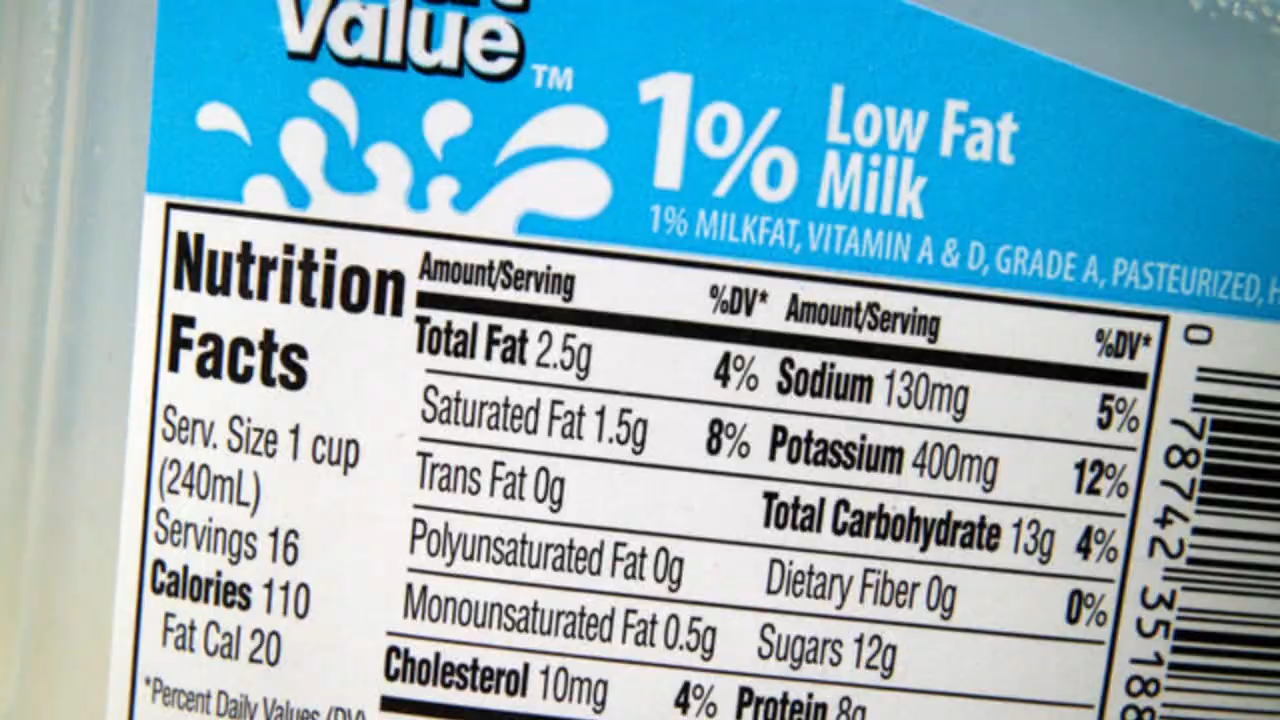 Value
TM
1% Low Fat
Milk
1% MILKFAT, VITAMIN A & D, GRADE A, PASTEURIZED,
Nutrition
Facts
Serv. Size 1 cup
(240mL)
Servings 16
Calories 110
Fat Cal 20
*Percent Daily Values (DV)
Amount/Serving %DV*
Total Fat 2.5g 4%
Saturated Fat 1.5g 8%
Trans Fat 0g
Polyunsaturated Fat 0g
Monounsaturated Fat 0.5g
Cholesterol 10mg 4%
Amount/Serving %DV*
Sodium 130mg 5%
Potassium 400mg 12%
Total Carbohydrate 13g 4%
Dietary Fiber 0g 0%
Sugars 12g
Protein 8g
0 78742 35188